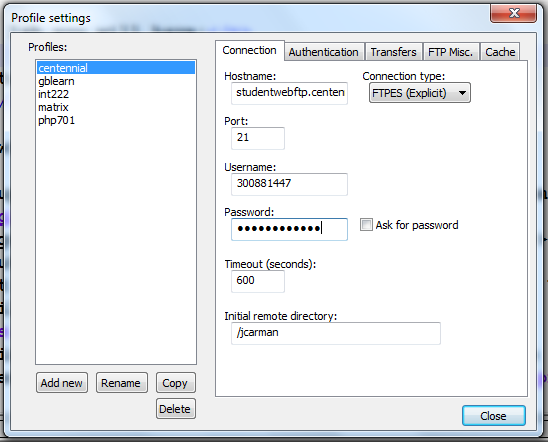 Profile settings
Profiles:
centennial
gblearn
int222
matrix
php701
Add new
Rename
Copy
Delete
Connection
Authentication
Transfers
FTP Misc.
Cache
Hostname:
studentwebftp.centen
Connection type:
FTPES (Explicit)
Port:
21
Username:
300881447
Password:
●●●●●●●●●●●●
Ask for password
Timeout (seconds):
600
Initial remote directory:
/jcarman
Close